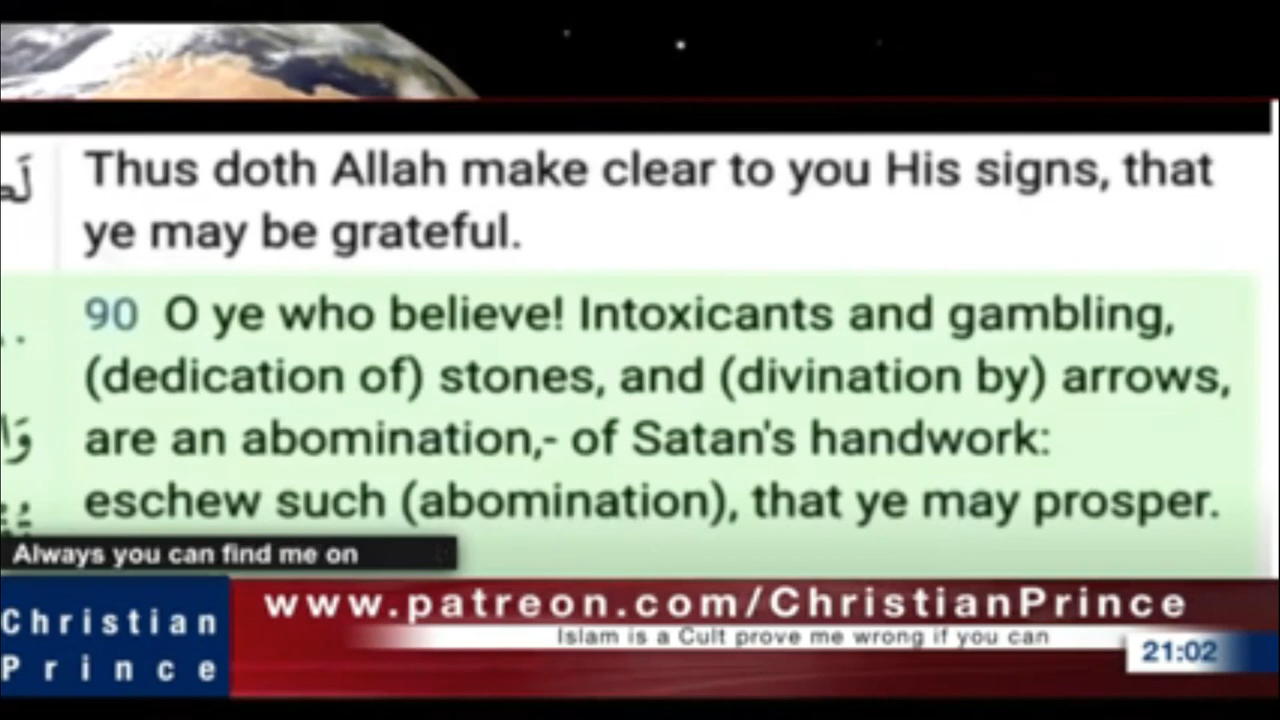 Thus doth Allah make clear to you His signs, that
ye may be grateful.
90 O ye who believe! Intoxicants and gambling,
(dedication of) stones, and (divination by) arrows,
are an abomination,- of Satan's handwork:
eschew such (abomination), that ye may prosper.
Always you can find me on
Christian
Prince
www.patreon.com/ChristianPrince
Islam is a Cult prove me wrong if you can
21:02